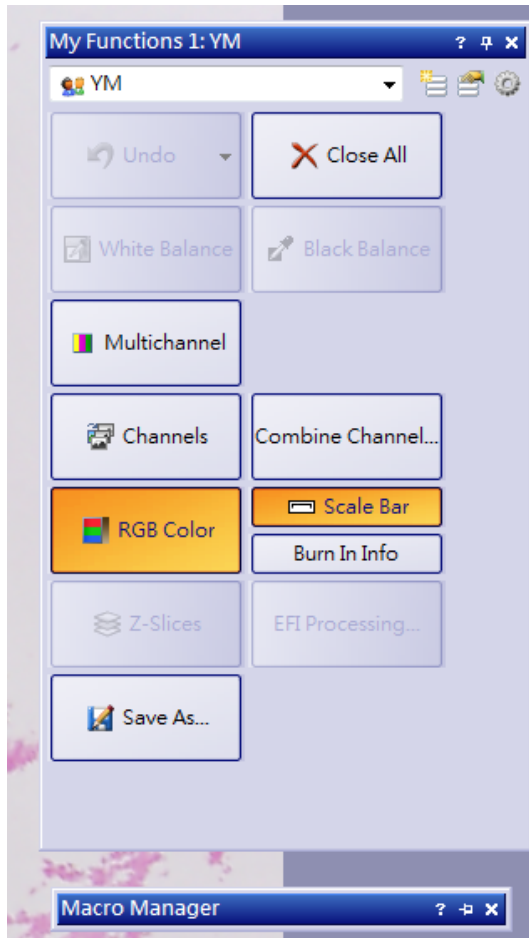 My Functions 1: YM
YM
Undo
Close All
White Balance
Black Balance
Multichannel
Channels
Combine Channel...
RGB Color
Scale Bar
Burn In Info
Z-Slices
EFI Processing...
Save As...
Macro Manager